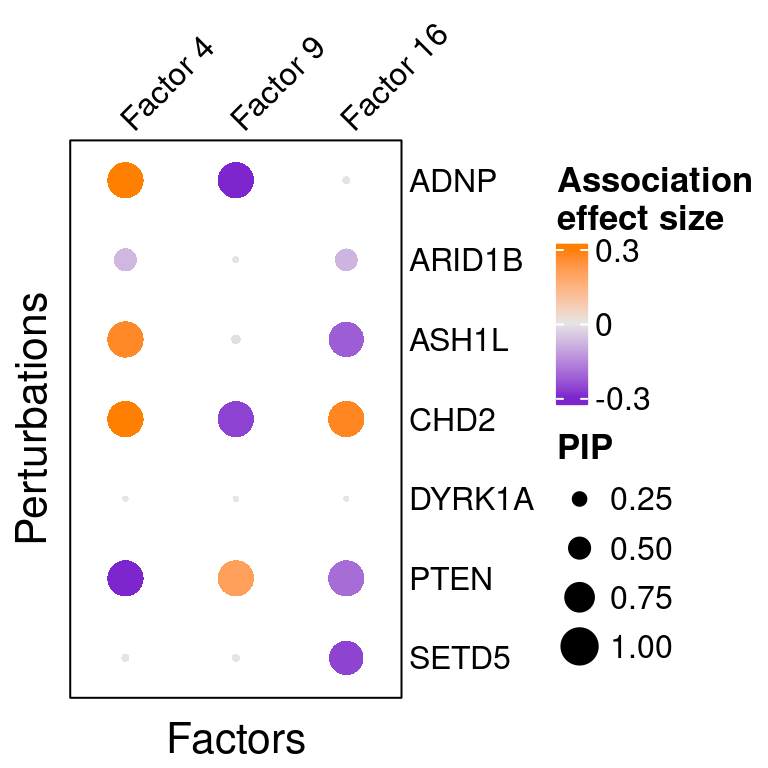 Factor 4
Factor 9
Factor 16
ADNP
ARID1B
ASH1L
CHD2
DYRK1A
PTEN
SETD5
Perturbations
Factors
Association
effect size
0.3
0
-0.3
PIP
0.25
0.50
0.75
1.00